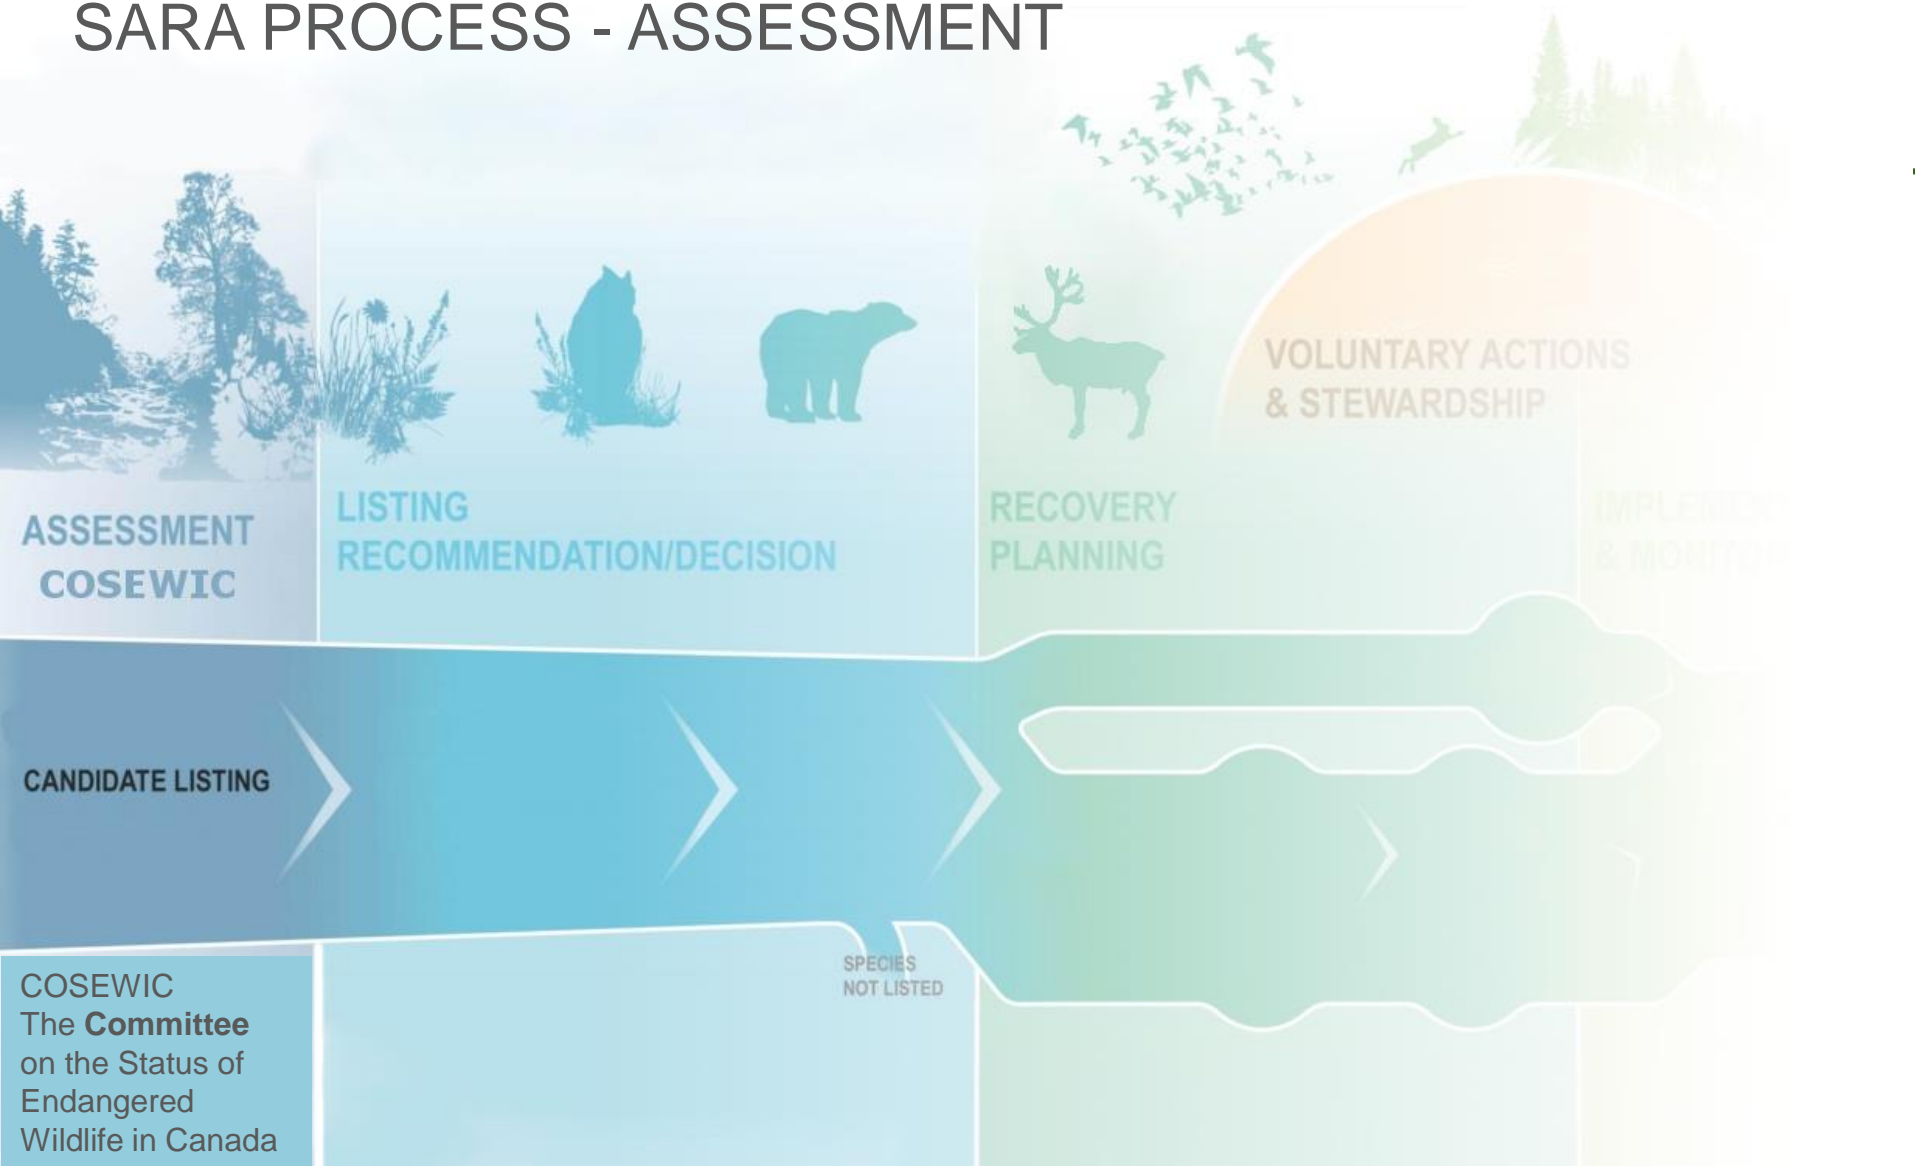 SARA PROCESS - ASSESSMENT
VOLUNTARY ACTIONS
& STEWARDSHIP
ASSESSMENT
COSEWIC
LISTING
RECOMMENDATION/DECISION
RECOVERY
PLANNING
CANDIDATE LISTING
SPECIES
NOT LISTED
COSEWIC
The Committee
on the Status of
Endangered
Wildlife in Canada